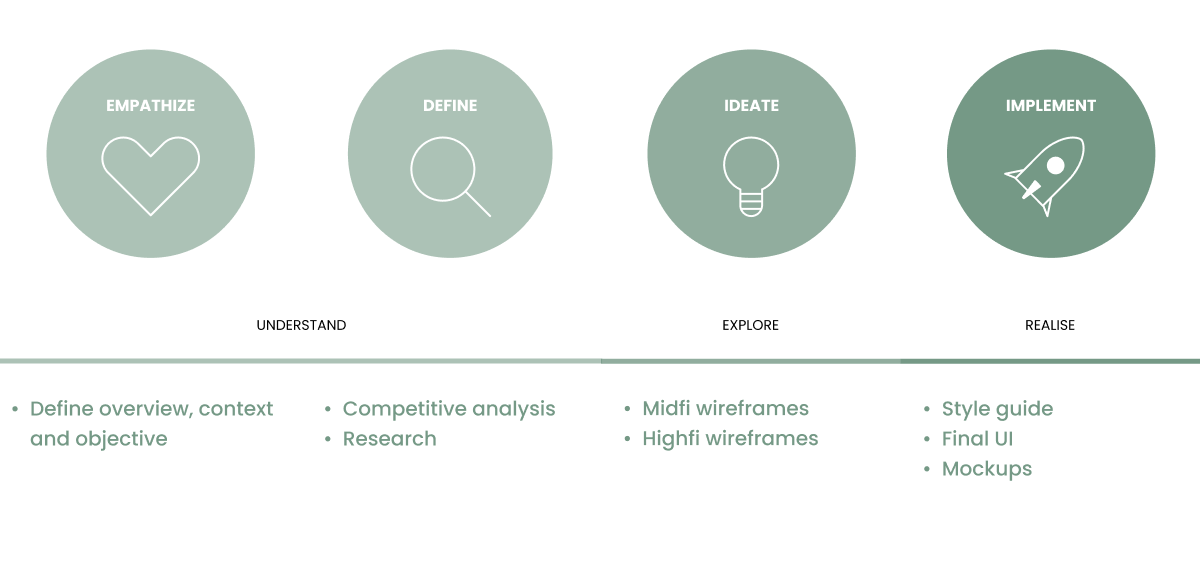 EMPATHIZE
DEFINE
IDEATE
IMPLEMENT
UNDERSTAND
EXPLORE
REALISE
• Define overview, context
and objective
• Competitive analysis
• Research
• Midfi wireframes
• Highfi wireframes
• Style guide
• Final UI
• Mockups